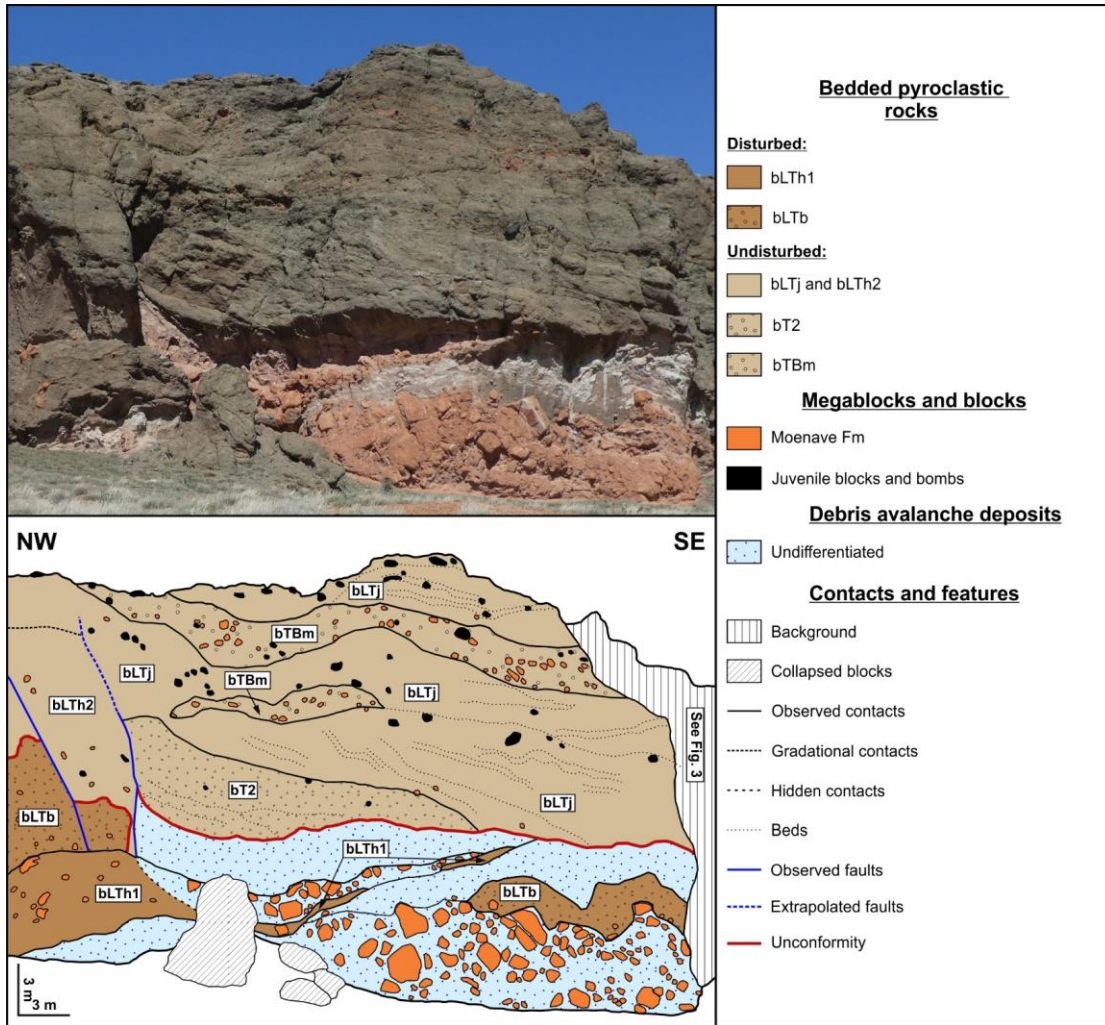 Bedded pyroclastic
rocks
Disturbed:
bLTh1
bLTb
Undisturbed:
bLTj and bLTh2
bT2
bTBm
Megablocks and blocks
Moenave Fm
Juvenile blocks and bombs
Debris avalanche deposits
Undifferentiated
Contacts and features
Background
Collapsed blocks
Observed contacts
Gradational contacts
Hidden contacts
Beds
Observed faults
Extrapolated faults
Unconformity
NW
SE
bLTj
bTBm
bLTj
bTBm
bLTj
bLTh2
See Fig. 3
bT2
bLTj
bLTb
bLTh1
bLTb
bLTh1
3 m
3 m